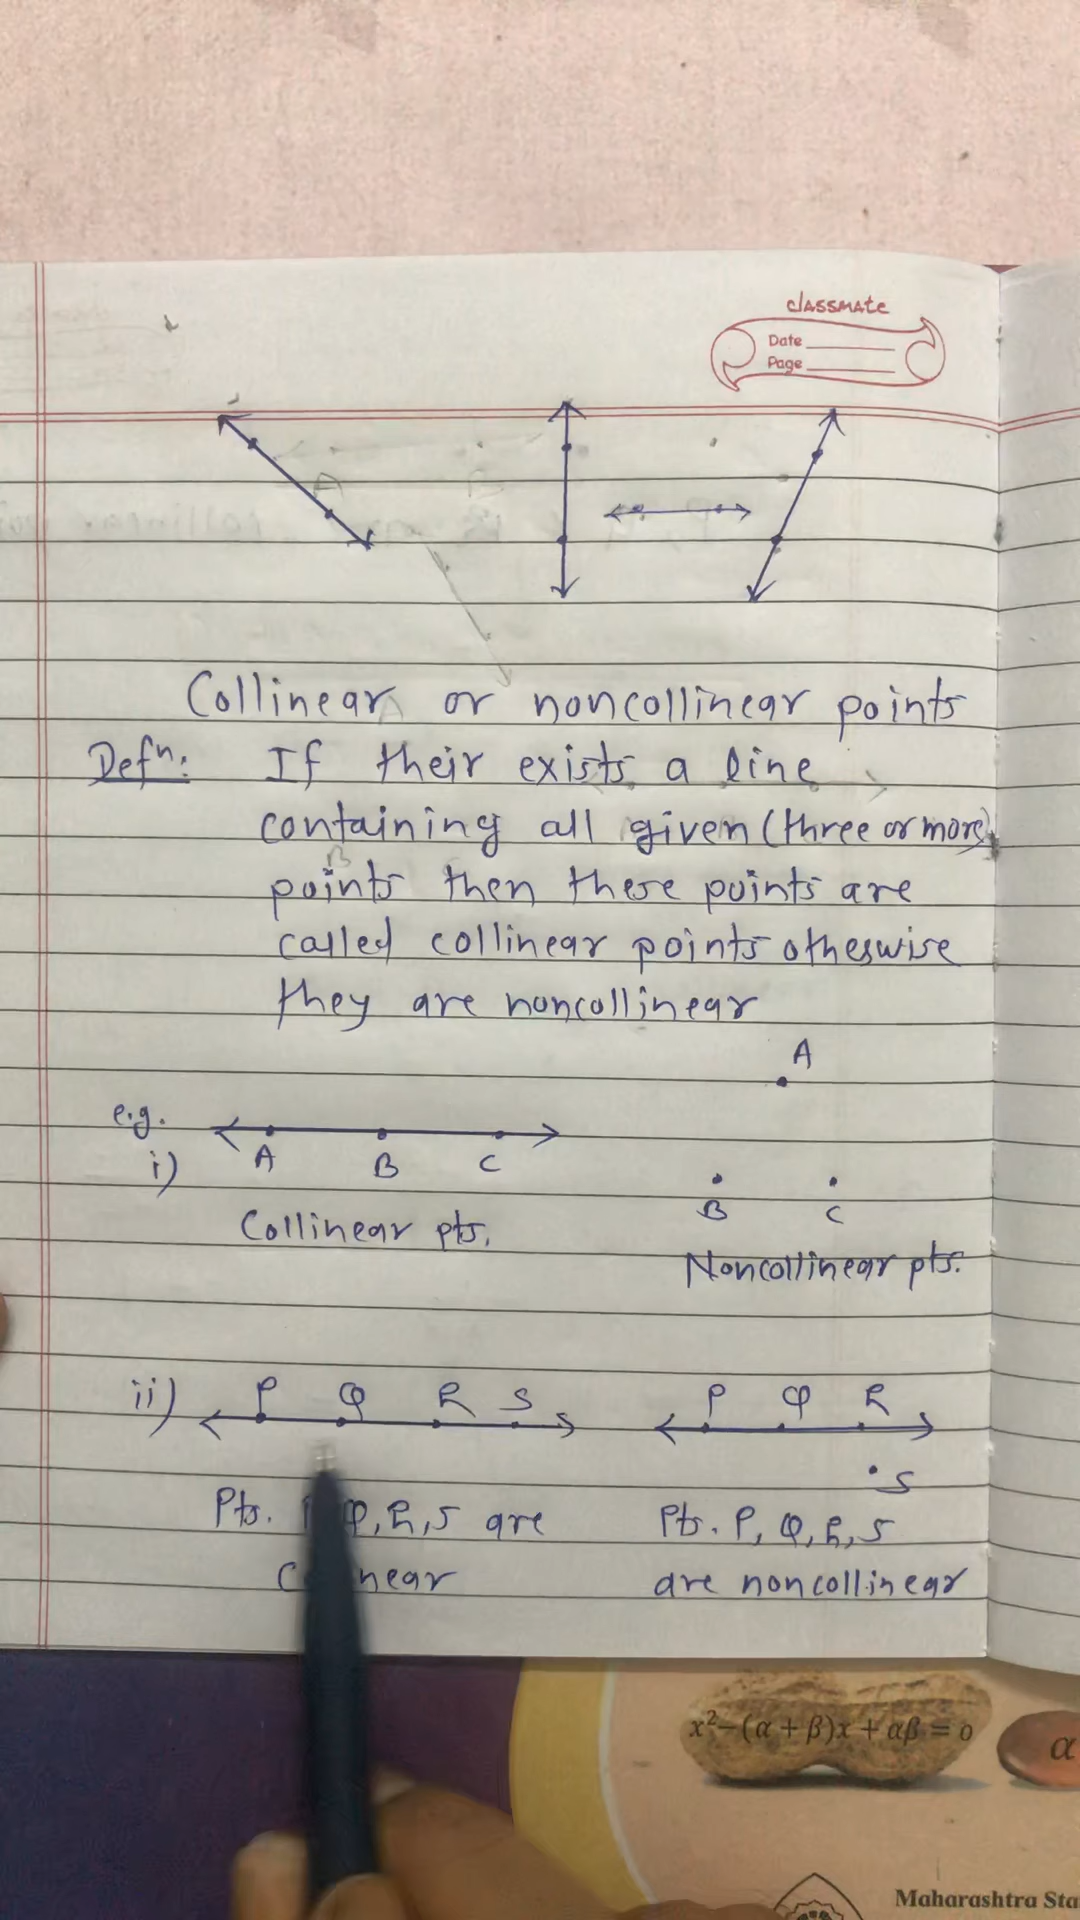 classmate
Date
Page
Collinear or noncollinear points
Defⁿ: If their exists a line
containing all given (three or more)
points then these points are
called collinear points otheswise
they are noncollinear
A
e.g.
i) A B C
B C
Collinear pts.
Noncollinear pts.
ii) P Q R S
P Q R
S
Pts. Q, R, S are
Pts. P, Q, R, S
are noncollinear
x² – (α + β)x + αβ = 0
α
Maharashtra Sta